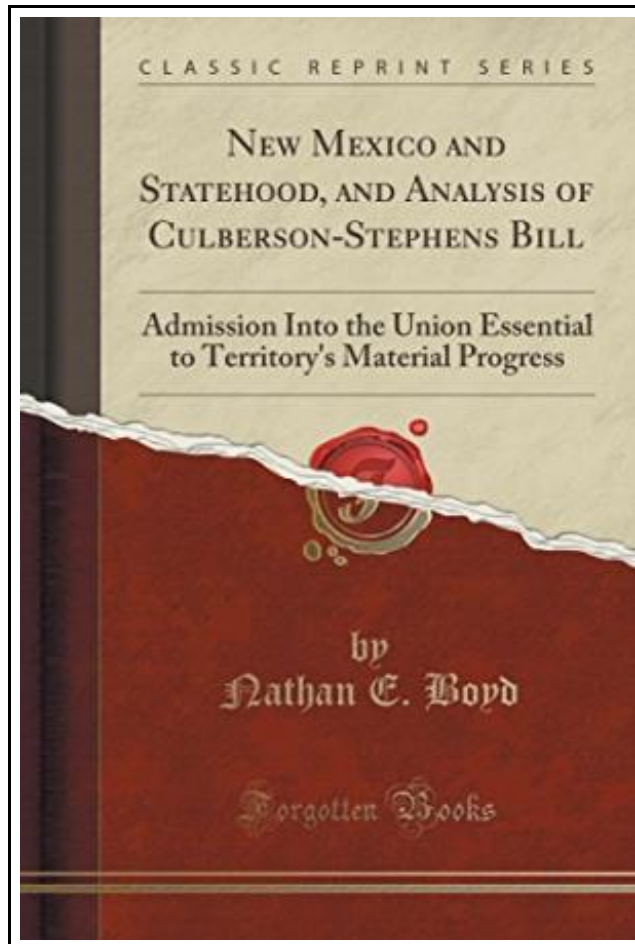 CLASSIC REPRINT SERIES
NEW MEXICO AND
STATEHOOD, AND ANALYSIS OF
CULBERSON-STEPHENS BILL
Admission Into the Union Essential
to Territory's Material Progress
by
Nathan E. Boyd
Forgotten Books